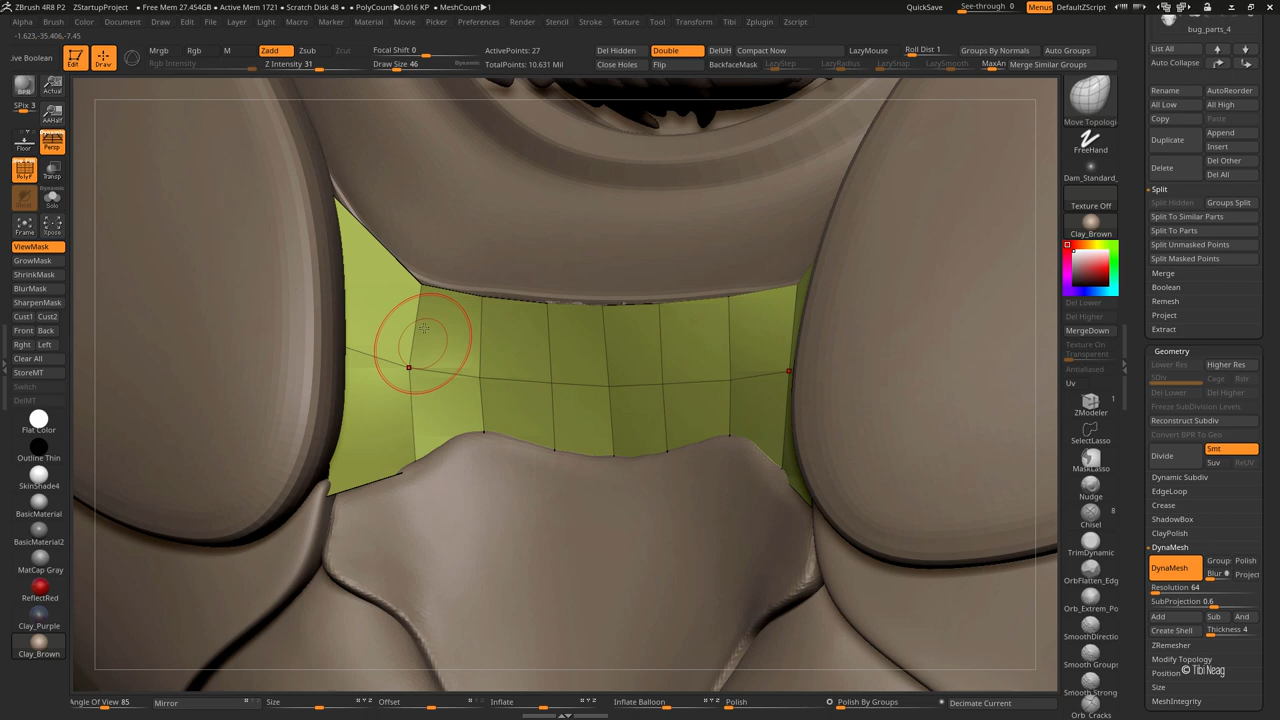 ZBrush 4R8 P2
ZStartupProject
• Free Mem 27.454GB • Active Mem 1721 • Scratch Disk 48 •
PolyCount▶0.016 KP
• MeshCount▶1
QuickSave
See-through 0
Menus
DefaultZScript
Alpha
Brush
Color
Document
Draw
Edit
File
Layer
Light
Macro
Marker
Material
Movie
Picker
Preferences
Render
Stencil
Stroke
Texture
Tool
Transform
Tbi
Zplugin
Zscript
-1.623,-35.406,-7.45
ive Boolean
Edit
Draw
Mrgb
Rgb
M
Rgb Intensity
Zadd
Zsub
Zcut
Z Intensity 31
Focal Shift 0
Draw Size 46
Dynamic
ActivePoints: 27
TotalPoints: 10.631 Mil
Del Hidden
Close Holes
Double
Flip
DelUH
BackfaceMask
Compact Now
LazyMouse
LazyStep
LazyRadius
LazySnap
LazySmooth
Roll Dist 1
MaxAn
Groups By Normals
Auto Groups
Merge Similar Groups
BPR
Actual
SPix 3
AAHalf
Floor
Dynamic
Persp
PolyF
Transp
Dynamic
Solo
Frame
Xpose
ViewMask
GrowMask
ShrinkMask
BlurMask
SharpenMask
Cust1
Cust2
Front
Back
Rght
Left
Clear All
StoreMT
Switch
DelMT
Flat Color
Outline Thin
SkinShade4
BasicMaterial
BasicMaterial2
MatCap Gray
ReflectRed
Clay_Purple
Clay_Brown
Move Topologi
FreeHand
Dam_Standard_
Texture Off
Clay_Brown
Del Lower
Del Higher
MergeDown
Texture On
Transparent
Antialiased
Uv
1
ZModeler
SelectLasso
MaskLasso
Nudge
8
Chisel
TrimDynamic
OrbFlatten_Edg
Orb_Extrem_Po
SmoothDirectio
Smooth Groups
Smooth Strong
Orb_Cracks
bug_parts_4
List All
Auto Collapse
Rename
AutoReorder
All Low
All High
Copy
Paste
Duplicate
Append
Insert
Delete
Del Other
Del All
Split
Split Hidden
Groups Split
Split To Similar Parts
Split To Parts
Split Unmasked Points
Split Masked Points
Merge
Boolean
Remesh
Project
Extract
Geometry
Lower Res
Higher Res
SDiv
Cage
Rstr
Del Lower
Del Higher
Freeze SubDivision Levels
Reconstruct Subdiv
Convert BPR To Geo
Divide
Smt
Suv
ReUV
Dynamic Subdiv
EdgeLoop
Crease
ShadowBox
ClayPolish
DynaMesh
DynaMesh
Group
Polish
Blur
Project
Resolution 64
SubProjection 0.6
Add
Sub
And
Create Shell
Thickness 4
ZRemesher
Modify Topology
Position
© Tibi Neag
Size
MeshIntegrity
Angle Of View 85
Mirror
Size
Offset
Inflate
Inflate Balloon
Polish
Polish By Groups
Decimate Current